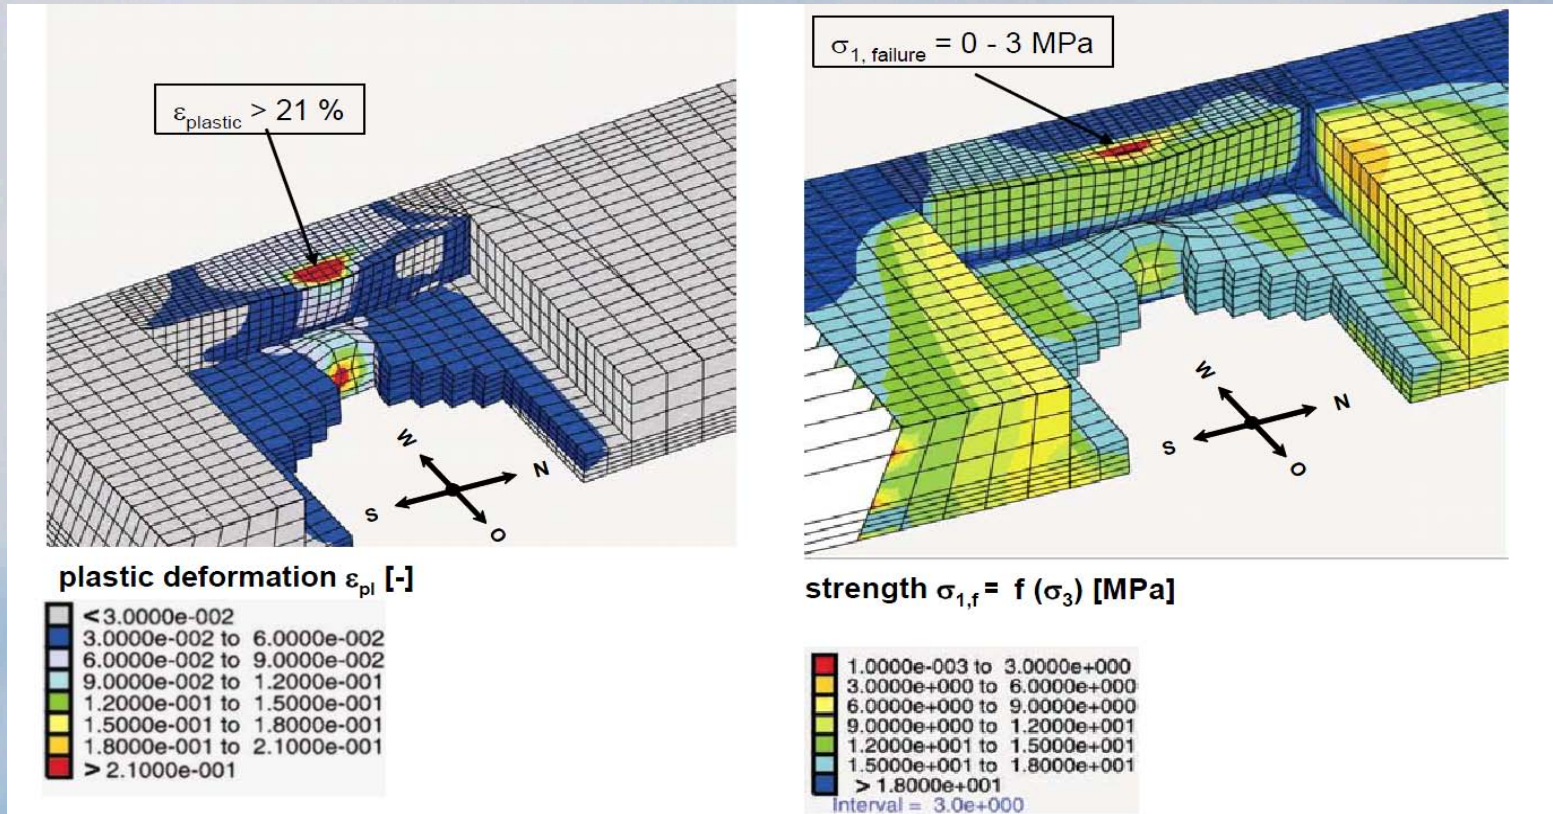 εplastic > 21 %
σ1, failure = 0 - 3 MPa
W
N
S
O
W
N
S
O
plastic deformation εpl [-]
< 3.0000e-002
3.0000e-002 to 6.0000e-002
6.0000e-002 to 9.0000e-002
9.0000e-002 to 1.2000e-001
1.2000e-001 to 1.5000e-001
1.5000e-001 to 1.8000e-001
1.8000e-001 to 2.1000e-001
> 2.1000e-001
strength σ1,f = f (σ3) [MPa]
1.0000e-003 to 3.0000e+000
3.0000e+000 to 6.0000e+000
6.0000e+000 to 9.0000e+000
9.0000e+000 to 1.2000e+001
1.2000e+001 to 1.5000e+001
1.5000e+001 to 1.8000e+001
> 1.8000e+001
Interval = 3.0e+000